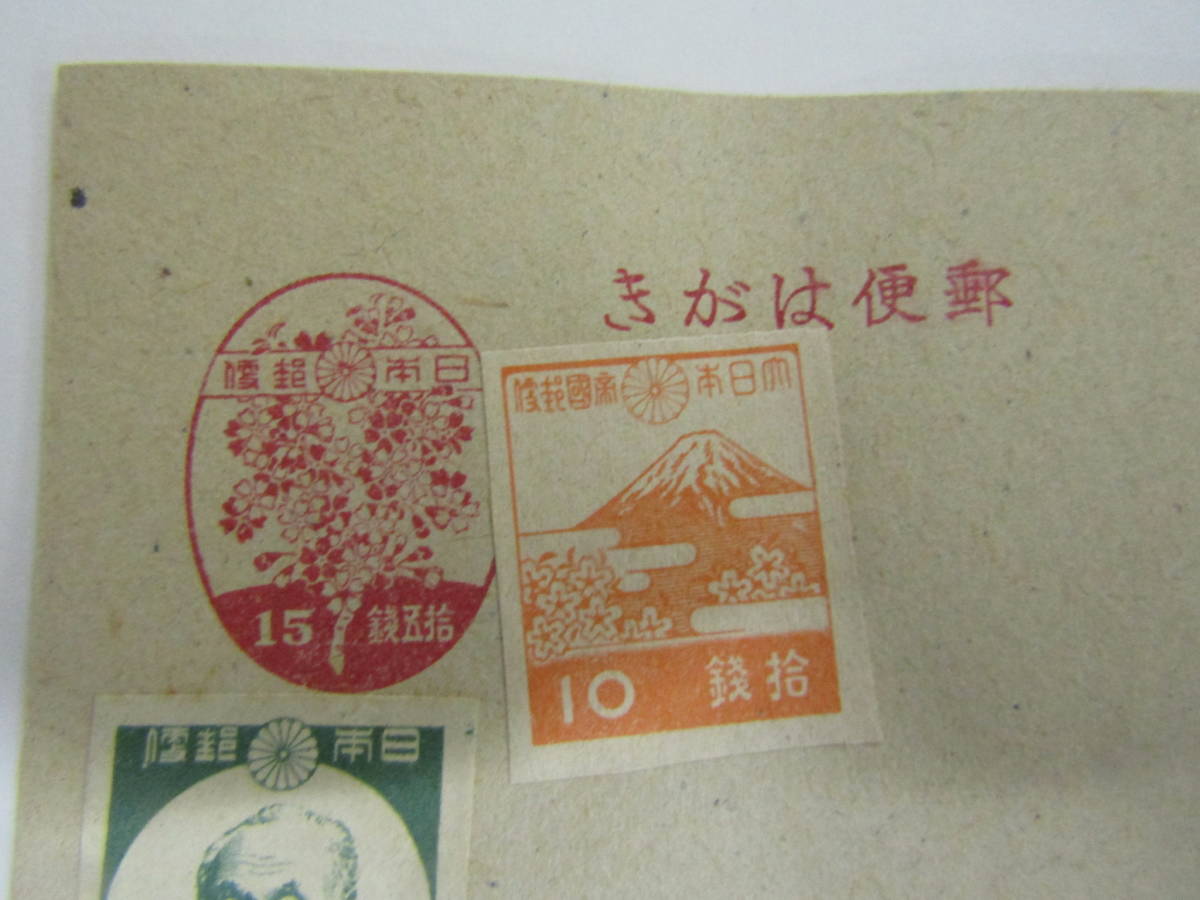 郵便はがき
日本郵便
15 拾五錢
大日本帝國郵便
10 拾錢
日本郵便